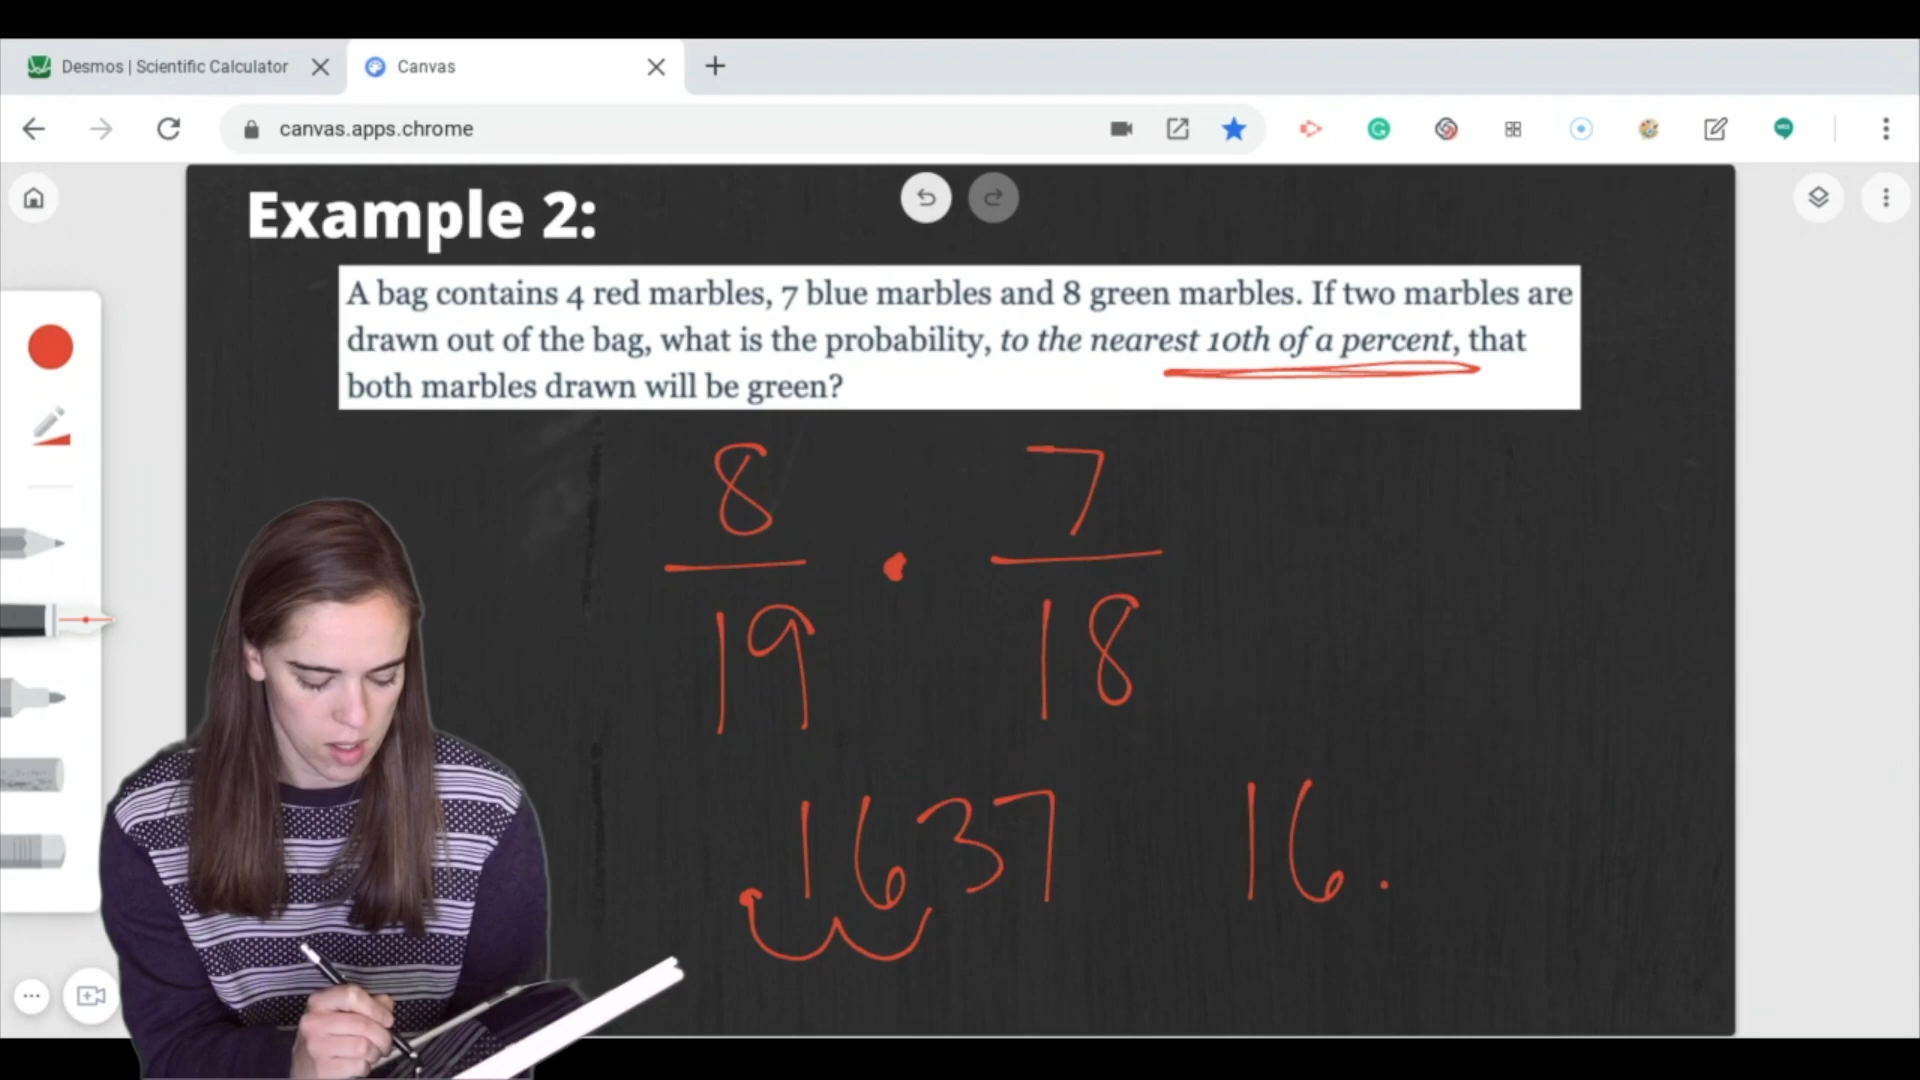 Desmos | Scientific Calculator
Canvas
canvas.apps.chrome
Example 2:
A bag contains 4 red marbles, 7 blue marbles and 8 green marbles. If two marbles are
drawn out of the bag, what is the probability, to the nearest 10th of a percent, that
both marbles drawn will be green?
8 7
19 · 18
.1637 16.